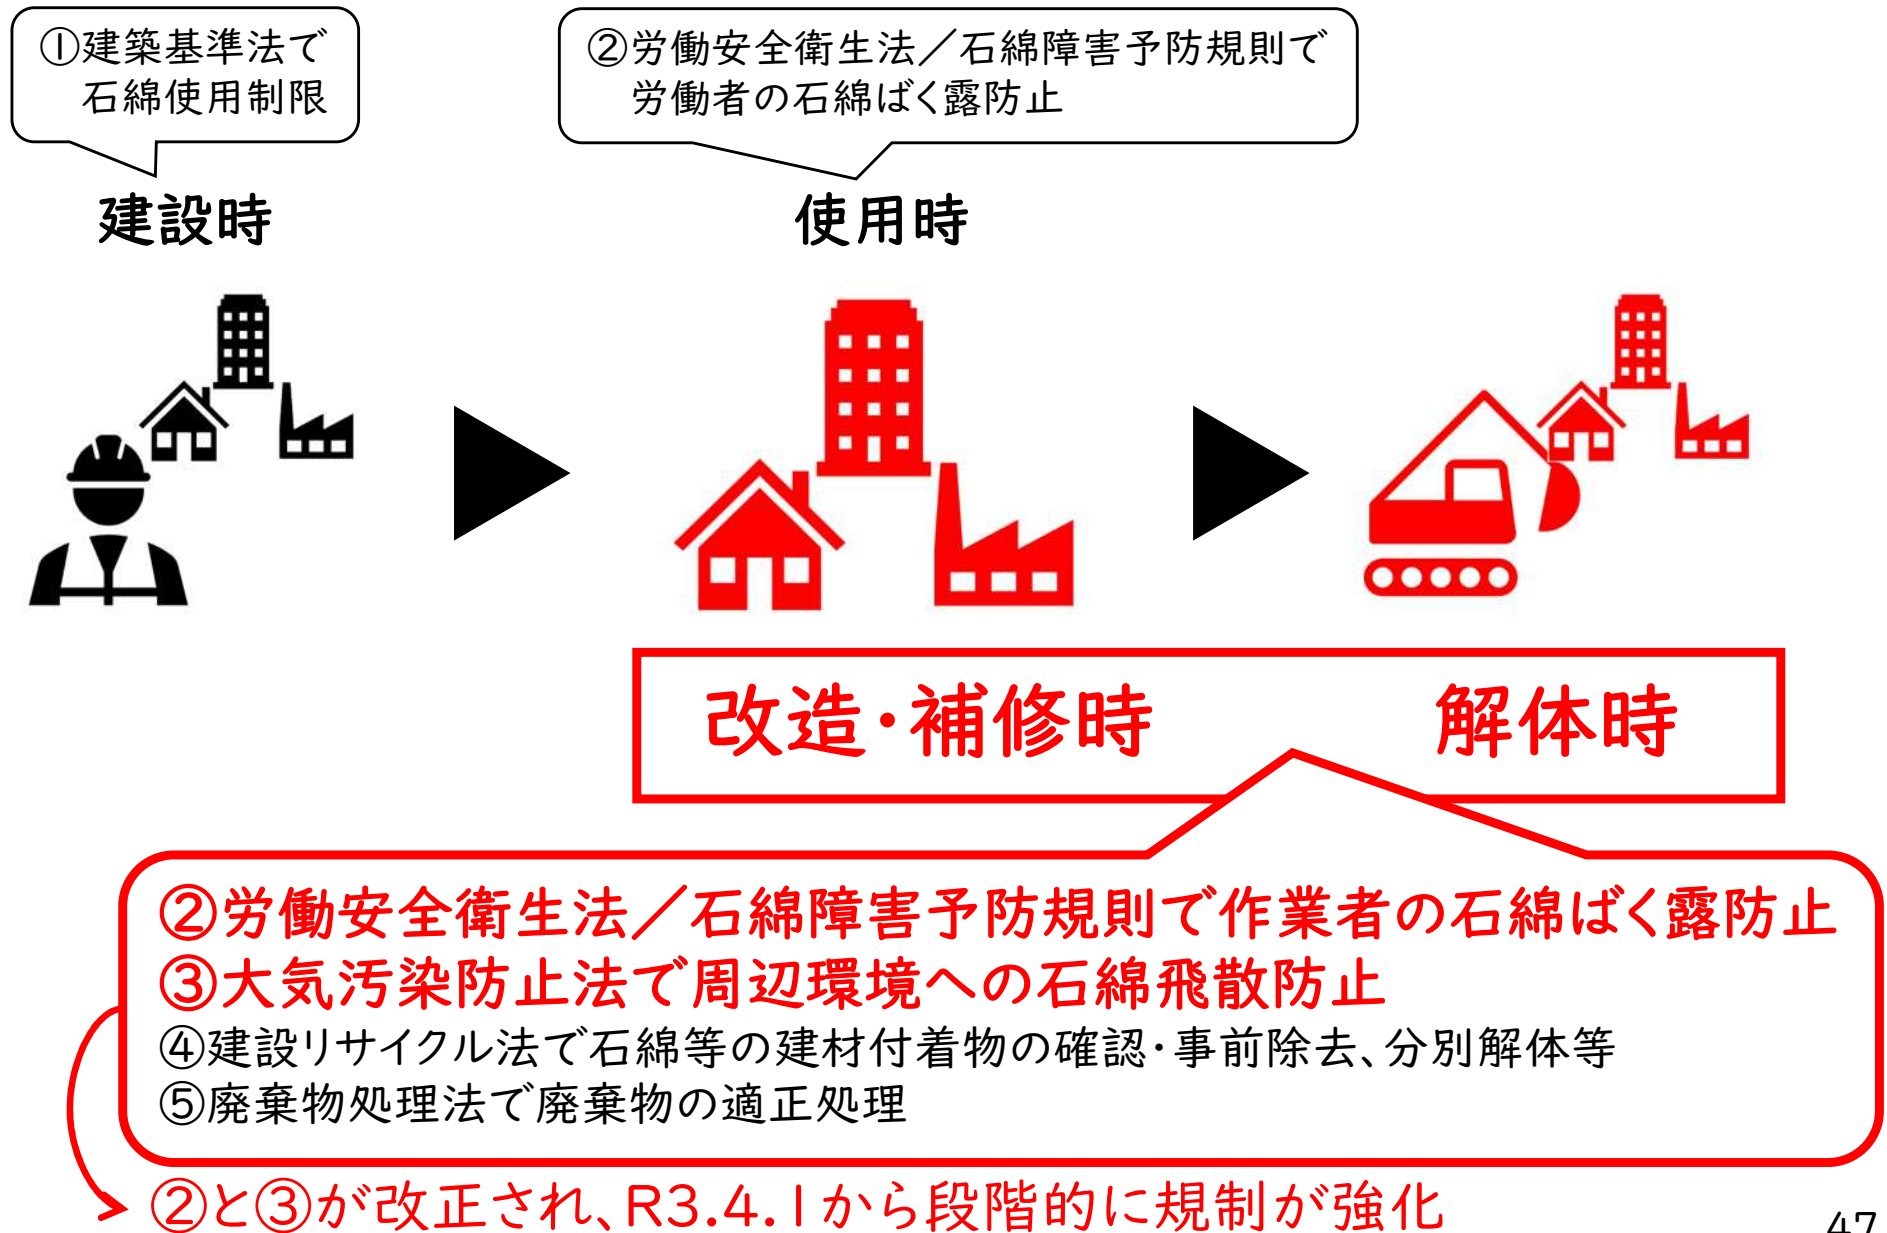 ①建築基準法で
石綿使用制限
②労働安全衛生法／石綿障害予防規則で
労働者の石綿ばく露防止
建設時
使用時
改造・補修時
解体時
②労働安全衛生法／石綿障害予防規則で作業者の石綿ばく露防止
③大気汚染防止法で周辺環境への石綿飛散防止
④建設リサイクル法で石綿等の建材付着物の確認・事前除去、分別解体等
⑤廃棄物処理法で廃棄物の適正処理
②と③が改正され、R3.4.1から段階的に規制が強化
47